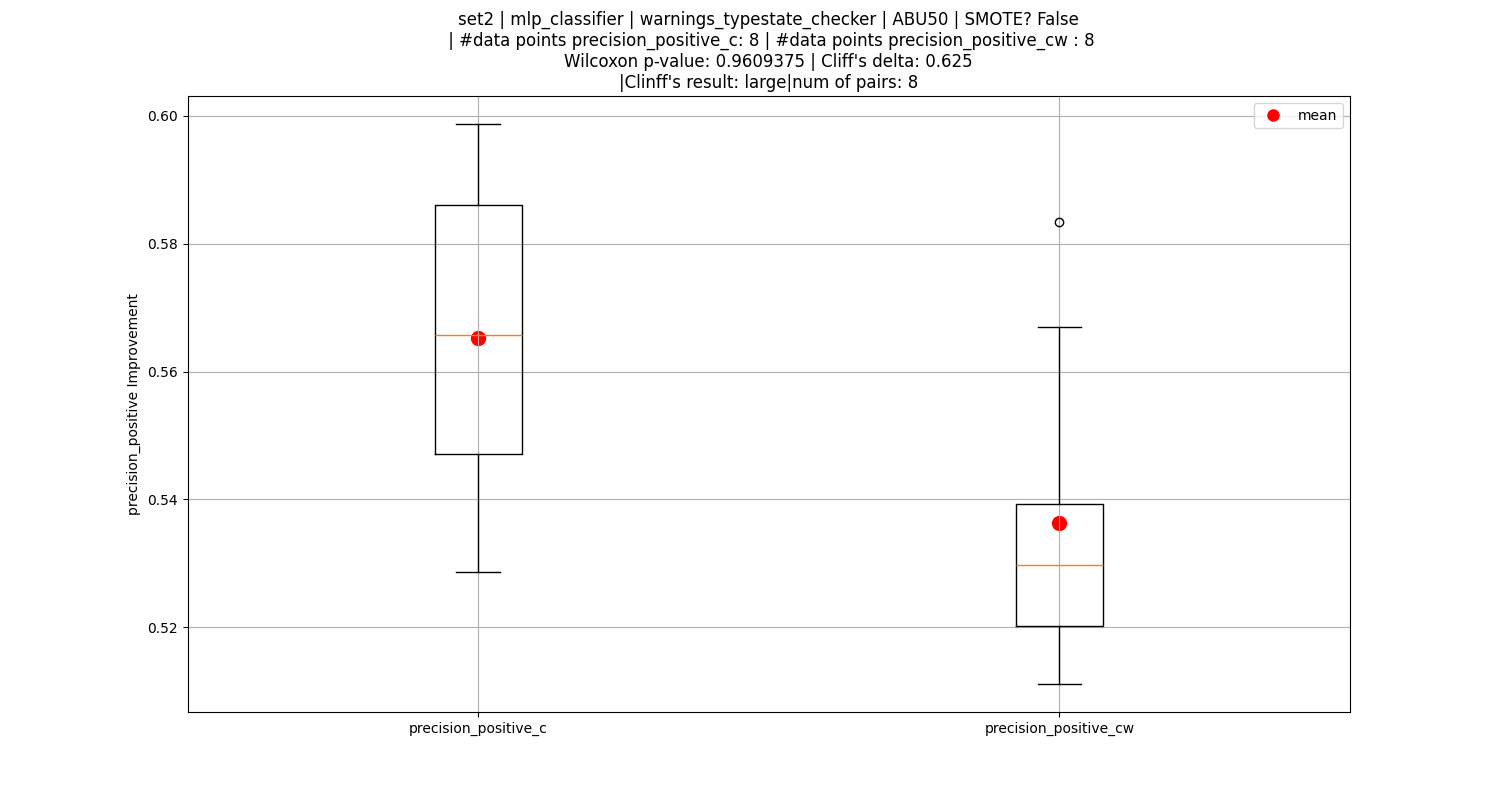 set2 | mlp_classifier | warnings_typestate_checker | ABU50 | SMOTE? False
| #data points precision_positive_c: 8 | #data points precision_positive_cw : 8
Wilcoxon p-value: 0.9609375 | Cliff's delta: 0.625
|Clinff's result: large|num of pairs: 8
mean
0.60
0.58
0.56
0.54
0.52
precision_positive Improvement
precision_positive_c
precision_positive_cw